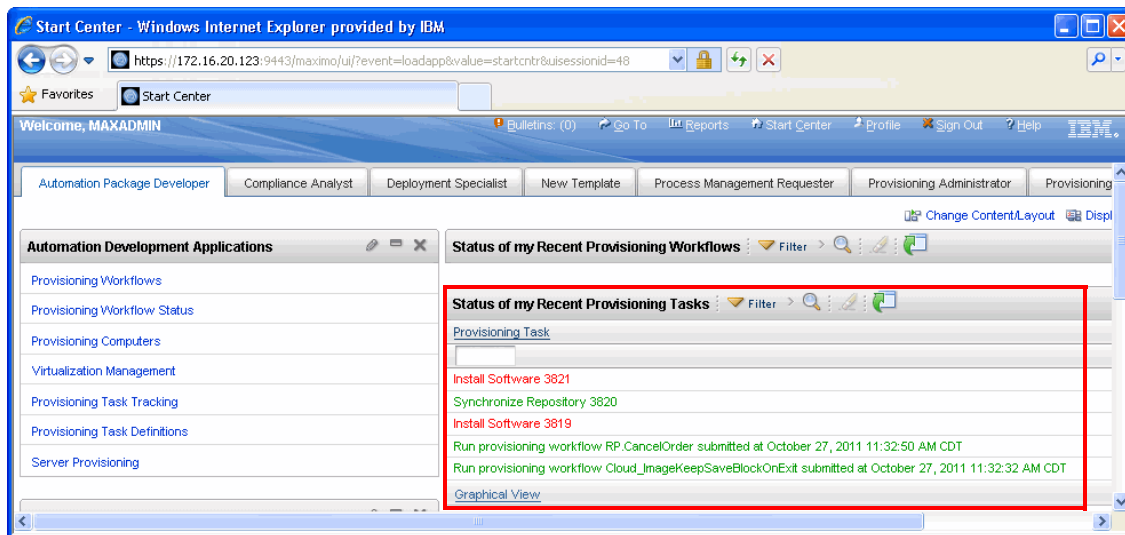 Start Center - Windows Internet Explorer provided by IBM
https://172.16.20.123:9443/maximo/ui/?event=loadapp&value=startcntr&uisessionid=48
Favorites
Start Center
Welcome, MAXADMIN
Bulletins: (0)
Go To
Reports
Start Center
Profile
Sign Out
? Help
IBM.
Automation Package Developer
Compliance Analyst
Deployment Specialist
New Template
Process Management Requester
Provisioning Administrator
Provisioning
Change Content/Layout
Displ
Automation Development Applications
Provisioning Workflows
Provisioning Workflow Status
Provisioning Computers
Virtualization Management
Provisioning Task Tracking
Provisioning Task Definitions
Server Provisioning
Status of my Recent Provisioning Workflows
Filter
Status of my Recent Provisioning Tasks
Filter
Provisioning Task
Install Software 3821
Synchronize Repository 3820
Install Software 3819
Run provisioning workflow RP.CancelOrder submitted at October 27, 2011 11:32:50 AM CDT
Run provisioning workflow Cloud_ImageKeepSaveBlockOnExit submitted at October 27, 2011 11:32:32 AM CDT
Graphical View